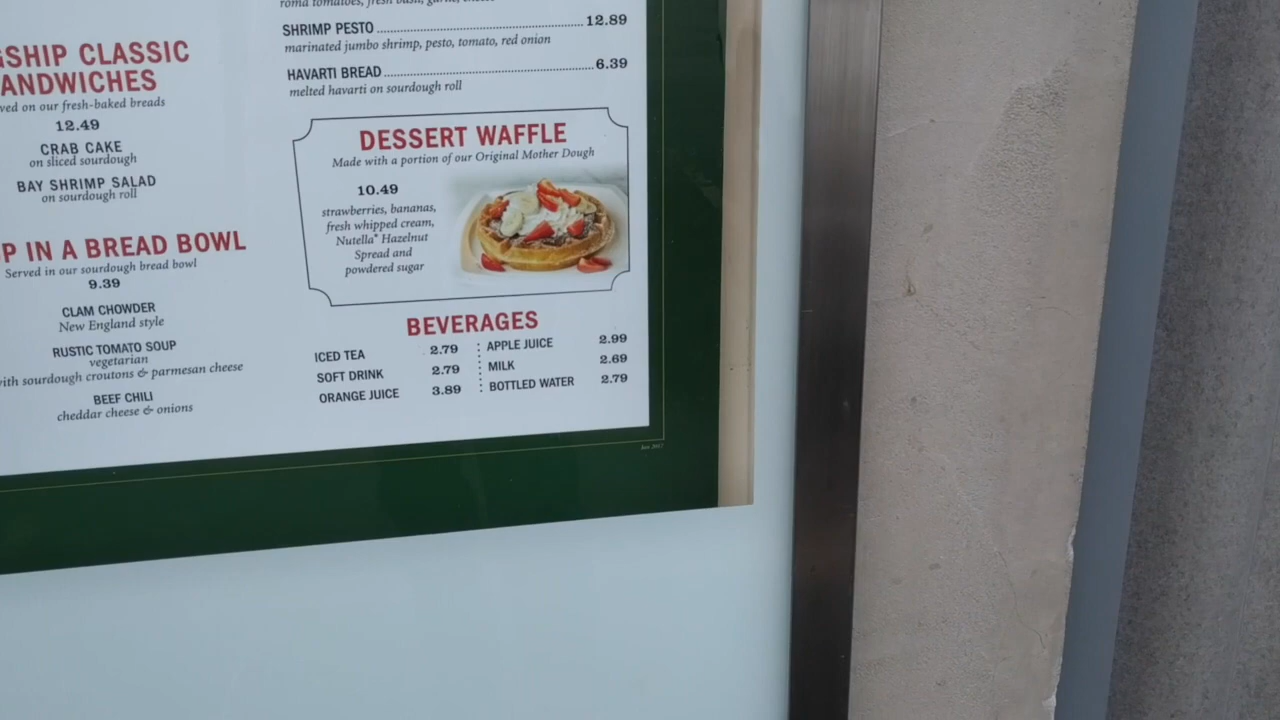 roma tomatoes, fresh basil,
SHRIMP PESTO 12.89
marinated jumbo shrimp, pesto, tomato, red onion
HAVARTI BREAD 6.39
melted havarti on sourdough roll
GSHIP CLASSIC
ANDWICHES
ved on our fresh-baked breads
12.49
CRAB CAKE
on sliced sourdough
BAY SHRIMP SALAD
on sourdough roll
P IN A BREAD BOWL
Served in our sourdough bread bowl
9.39
CLAM CHOWDER
New England style
RUSTIC TOMATO SOUP
vegetarian
ith sourdough croutons & parmesan cheese
BEEF CHILI
cheddar cheese & onions
DESSERT WAFFLE
Made with a portion of our Original Mother Dough
10.49
strawberries, bananas,
fresh whipped cream,
Nutella® Hazelnut
Spread and
powdered sugar
BEVERAGES
ICED TEA 2.79
SOFT DRINK 2.79
ORANGE JUICE 3.89
APPLE JUICE 2.99
MILK 2.69
BOTTLED WATER 2.79